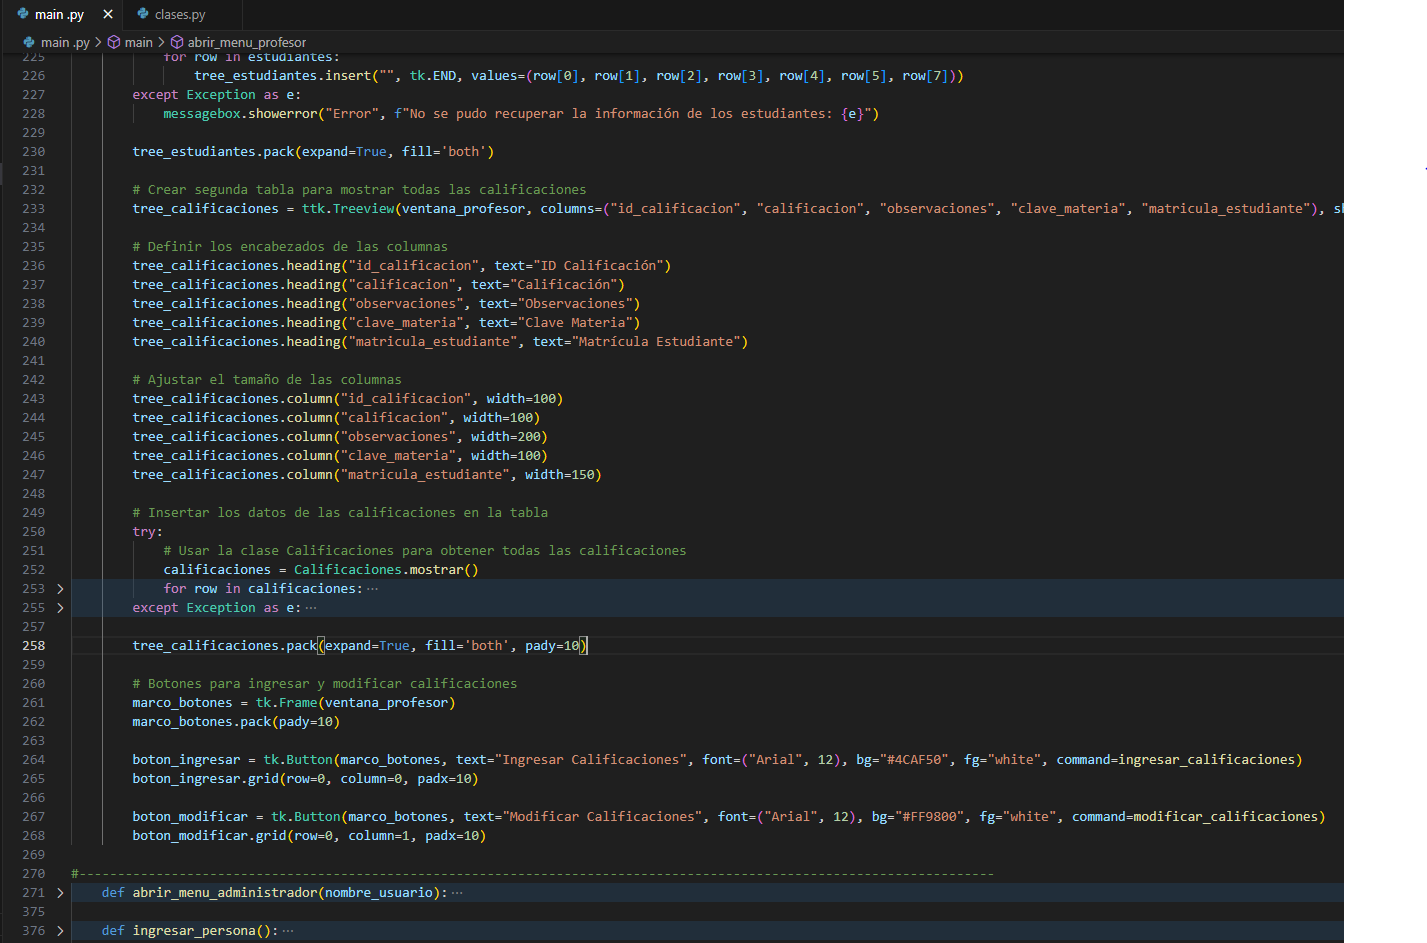 main .py × clases.py
main .py > main > abrir_menu_profesor
225 for row in estudiantes:
226 tree_estudiantes.insert("", tk.END, values=(row[0], row[1], row[2], row[3], row[4], row[5], row[7]))
227 except Exception as e:
228 messagebox.showerror("Error", f"No se pudo recuperar la información de los estudiantes: {e}")
229
230 tree_estudiantes.pack(expand=True, fill='both')
231
232 # Crear segunda tabla para mostrar todas las calificaciones
233 tree_calificaciones = ttk.Treeview(ventana_profesor, columns=("id_calificacion", "calificacion", "observaciones", "clave_materia", "matricula_estudiante"),
234
235 # Definir los encabezados de las columnas
236 tree_calificaciones.heading("id_calificacion", text="ID Calificación")
237 tree_calificaciones.heading("calificacion", text="Calificación")
238 tree_calificaciones.heading("observaciones", text="Observaciones")
239 tree_calificaciones.heading("clave_materia", text="Clave Materia")
240 tree_calificaciones.heading("matricula_estudiante", text="Matrícula Estudiante")
241
242 # Ajustar el tamaño de las columnas
243 tree_calificaciones.column("id_calificacion", width=100)
244 tree_calificaciones.column("calificacion", width=100)
245 tree_calificaciones.column("observaciones", width=200)
246 tree_calificaciones.column("clave_materia", width=100)
247 tree_calificaciones.column("matricula_estudiante", width=150)
248
249 # Insertar los datos de las calificaciones en la tabla
250 try:
251 # Usar la clase Calificaciones para obtener todas las calificaciones
252 calificaciones = Calificaciones.mostrar()
253 > for row in calificaciones: ···
255 > except Exception as e: ···
257
258 tree_calificaciones.pack(expand=True, fill='both', pady=10)
259
260 # Botones para ingresar y modificar calificaciones
261 marco_botones = tk.Frame(ventana_profesor)
262 marco_botones.pack(pady=10)
263
264 boton_ingresar = tk.Button(marco_botones, text="Ingresar Calificaciones", font=("Arial", 12), bg="#4CAF50", fg="white", command=ingresar_calificaciones)
265 boton_ingresar.grid(row=0, column=0, padx=10)
266
267 boton_modificar = tk.Button(marco_botones, text="Modificar Calificaciones", font=("Arial", 12), bg="#FF9800", fg="white", command=modificar_calificaciones)
268 boton_modificar.grid(row=0, column=1, padx=10)
269
270 #-----------------------------------------------------------------------------------------------------------------------
271 > def abrir_menu_administrador(nombre_usuario): ···
375
376 > def ingresar_persona(): ···